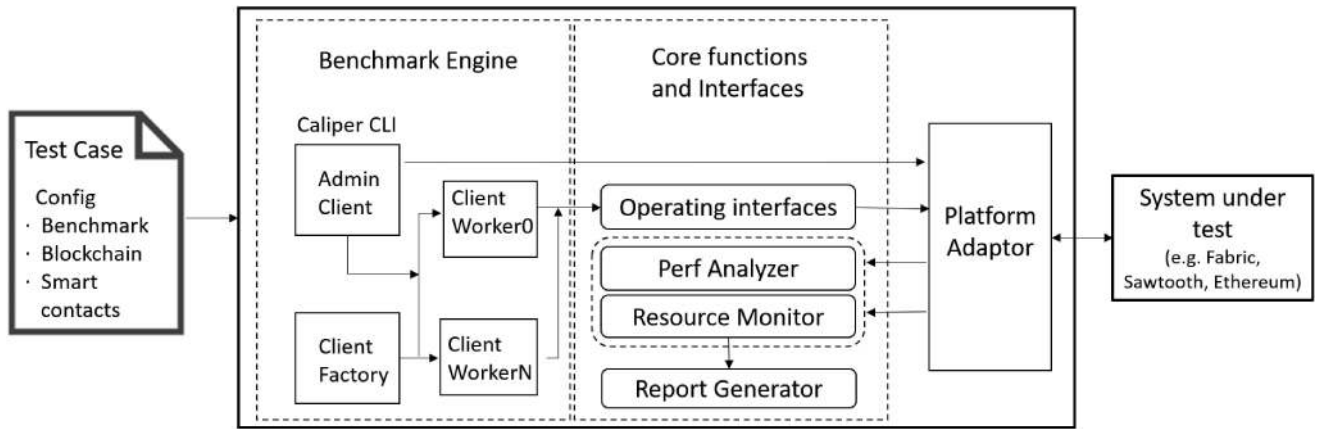 Test Case
Config
· Benchmark
· Blockchain
· Smart
contacts
Benchmark Engine
Caliper CLI
Admin
Client
Client
Worker0
Client
Factory
Client
WorkerN
Core functions
and Interfaces
Operating interfaces
Perf Analyzer
Resource Monitor
Report Generator
Platform
Adaptor
System under
test
(e.g. Fabric,
Sawtooth, Ethereum)